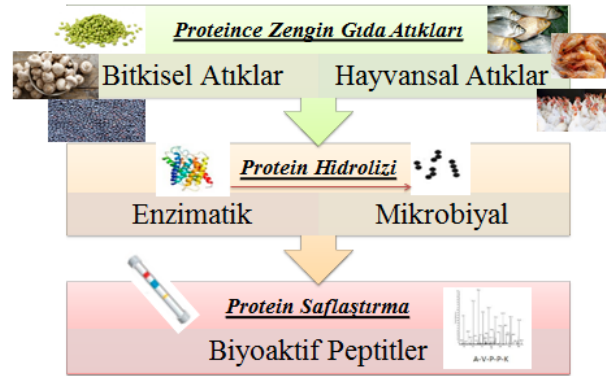 Proteince Zengin Gıda Atıkları
Bitkisel Atıklar Hayvansal Atıklar
Protein Hidrolizi
Enzimatik Mikrobiyal
Protein Saflaştırma
Biyoaktif Peptitler
A-V-P-P-K